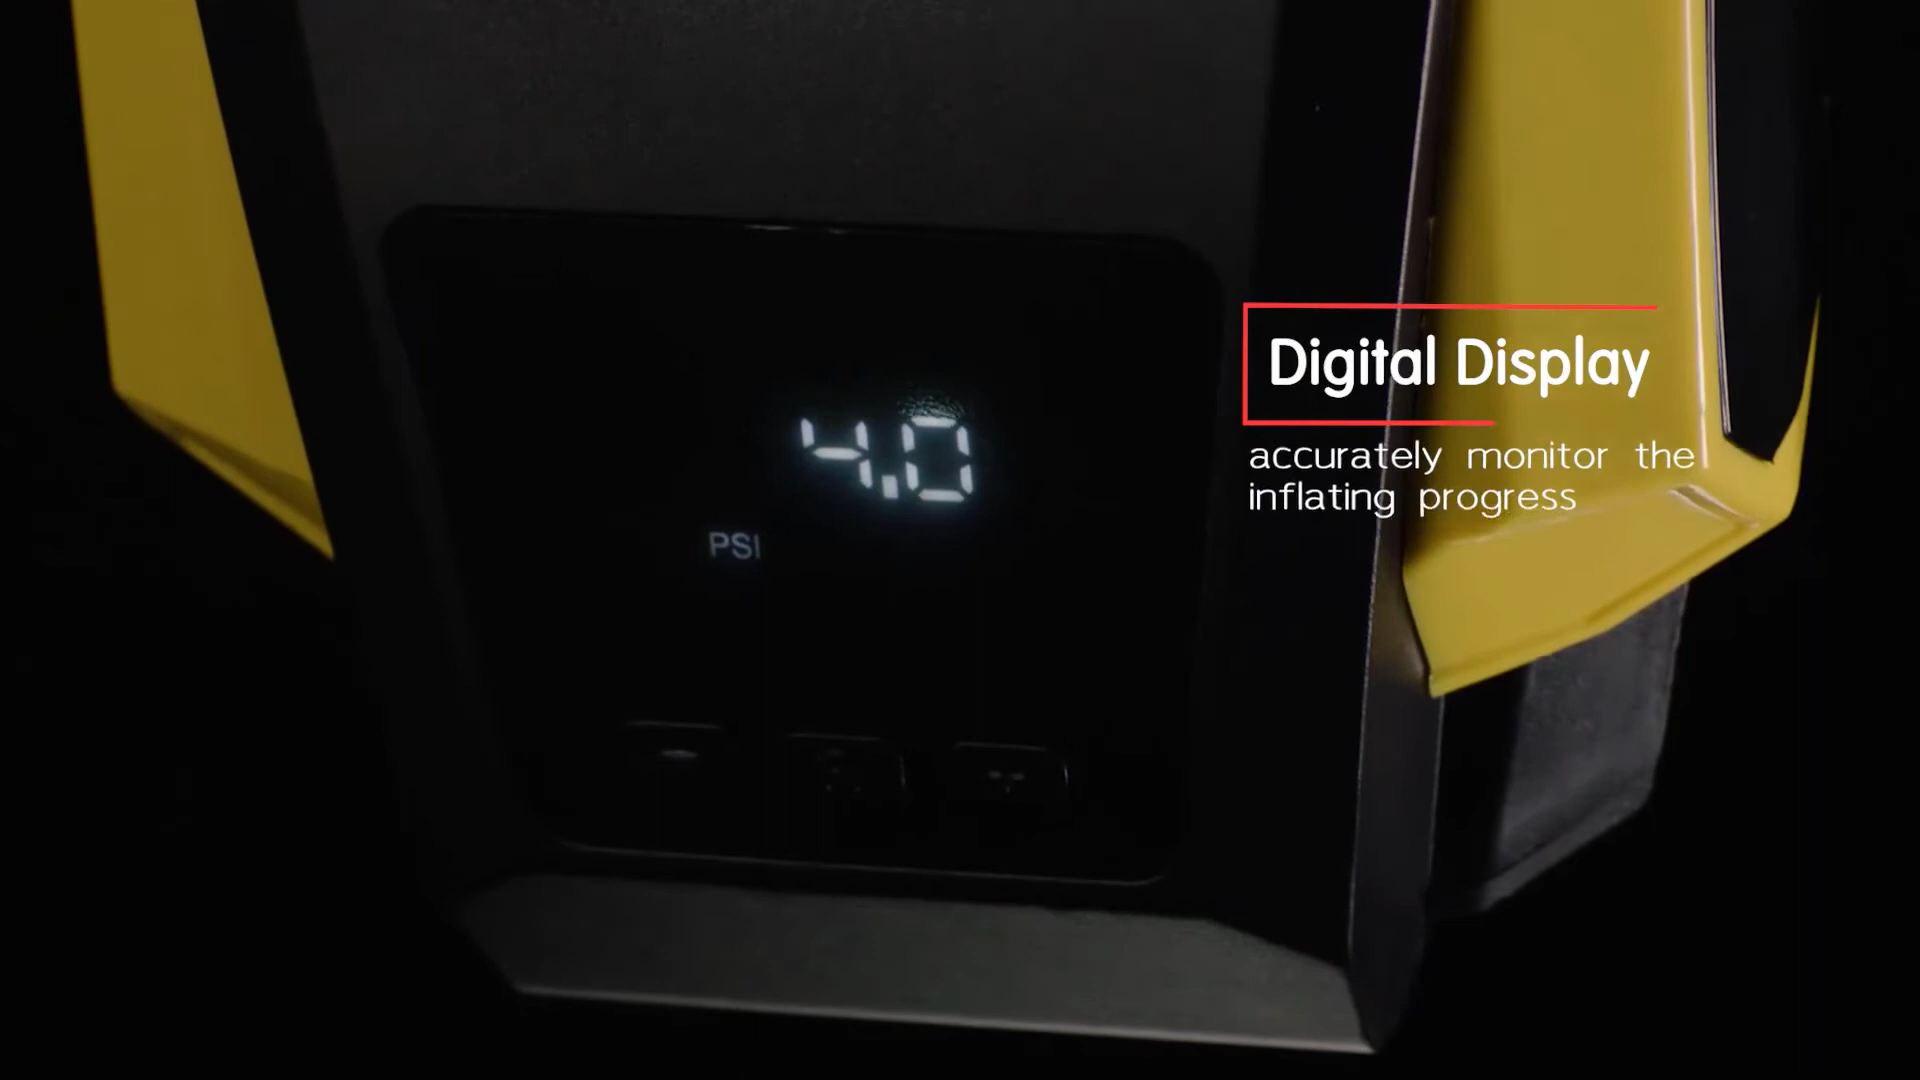 4.0
PSI
Digital Display
accurately monitor the
inflating progress